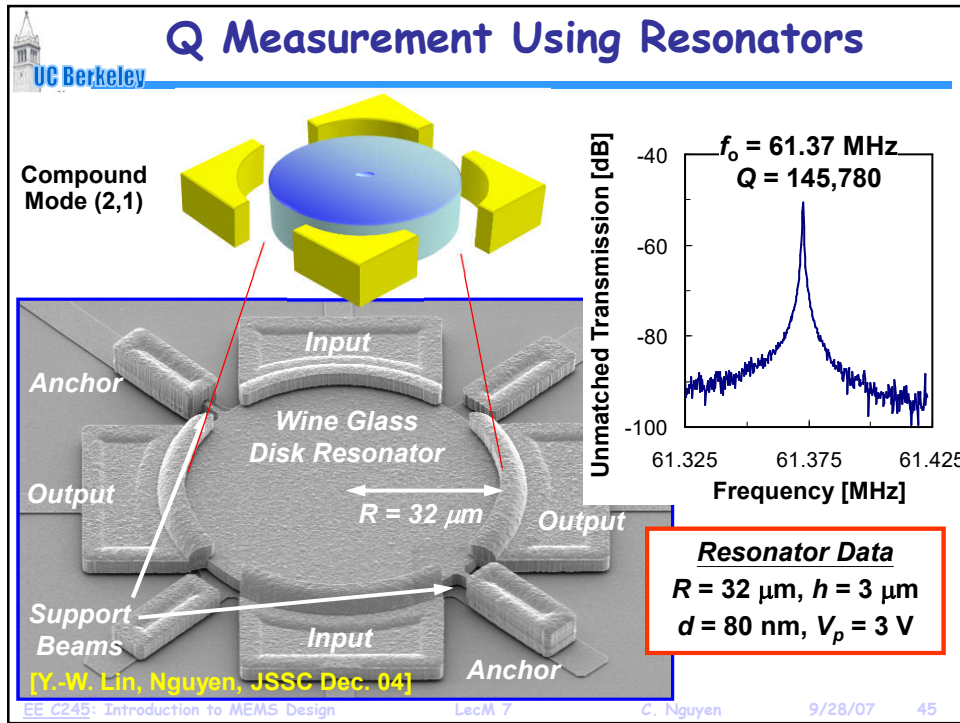 Q Measurement Using Resonators
UC Berkeley
Compound
Mode (2,1)
Unmatched Transmission [dB]
fo = 61.37 MHz
Q = 145,780
-40
-60
-80
-100
61.325 61.375 61.425
Frequency [MHz]
Input
Anchor
Wine Glass
Disk Resonator
Output
R = 32 μm
Output
Support
Beams
Input
Anchor
[Y.-W. Lin, Nguyen, JSSC Dec. 04]
Resonator Data
R = 32 μm, h = 3 μm
d = 80 nm, Vp = 3 V
EE C245: Introduction to MEMS Design LecM 7 C. Nguyen 9/28/07 45